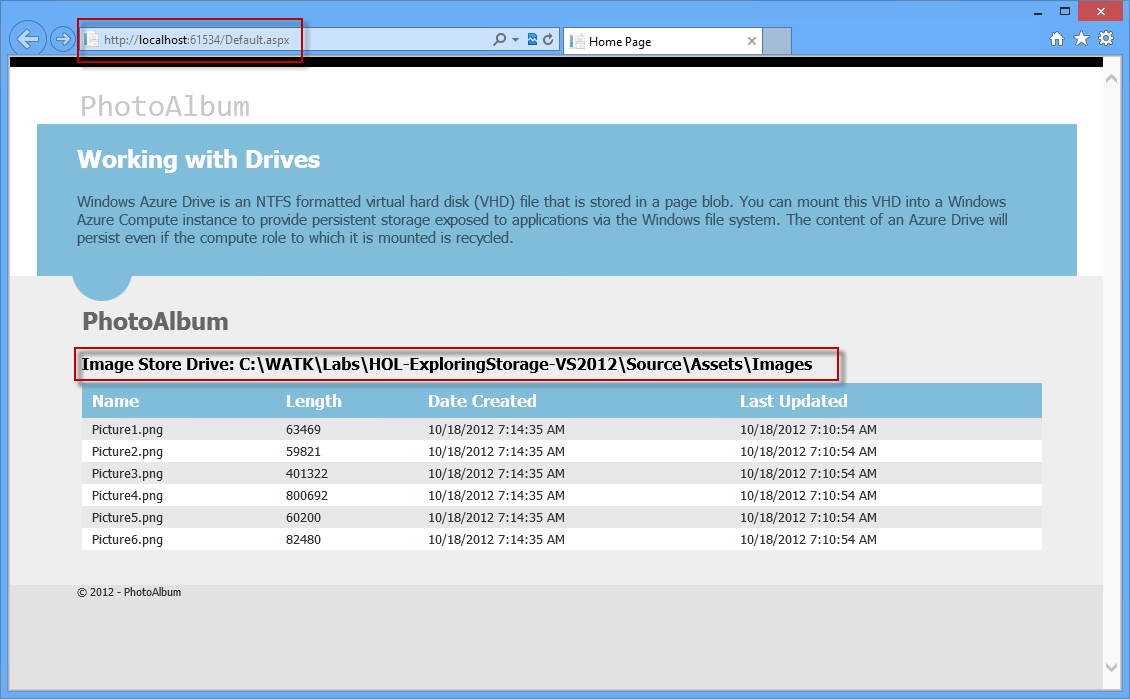 http://localhost:61534/Default.aspx
Home Page
PhotoAlbum
Working with Drives
Windows Azure Drive is an NTFS formatted virtual hard disk (VHD) file that is stored in a page blob. You can mount this VHD into a Windows
Azure Compute instance to provide persistent storage exposed to applications via the Windows file system. The content of an Azure Drive will
persist even if the compute role to which it is mounted is recycled.
PhotoAlbum
Image Store Drive: C:\WATK\Labs\HOL-ExploringStorage-VS2012\Source\Assets\Images
Name Length Date Created Last Updated
Picture1.png 63469 10/18/2012 7:14:35 AM 10/18/2012 7:10:54 AM
Picture2.png 59821 10/18/2012 7:14:35 AM 10/18/2012 7:10:54 AM
Picture3.png 401322 10/18/2012 7:14:35 AM 10/18/2012 7:10:54 AM
Picture4.png 800692 10/18/2012 7:14:35 AM 10/18/2012 7:10:54 AM
Picture5.png 60200 10/18/2012 7:14:35 AM 10/18/2012 7:10:54 AM
Picture6.png 82480 10/18/2012 7:14:35 AM 10/18/2012 7:10:54 AM
© 2012 - PhotoAlbum